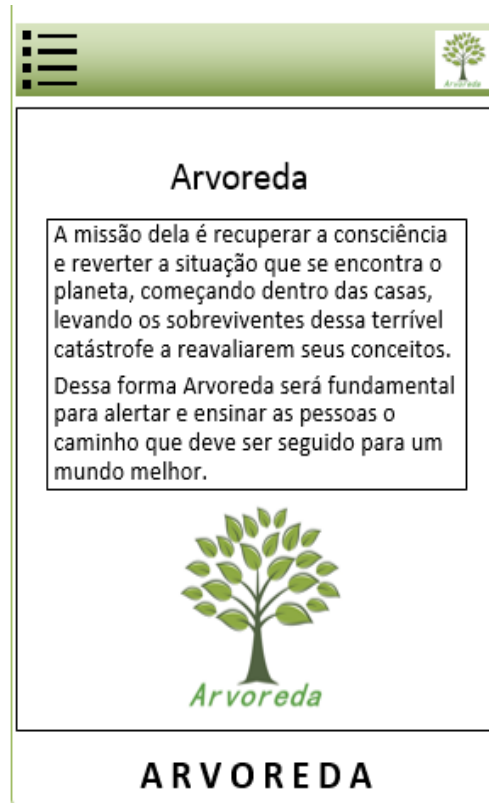 Arvoreda
Arvoreda
A missão dela é recuperar a consciência
e reverter a situação que se encontra o
planeta, começando dentro das casas,
levando os sobreviventes dessa terrível
catástrofe a reavaliarem seus conceitos.
Dessa forma Arvoreda será fundamental
para alertar e ensinar as pessoas o
caminho que deve ser seguido para um
mundo melhor.
Arvoreda
ARVOREDA